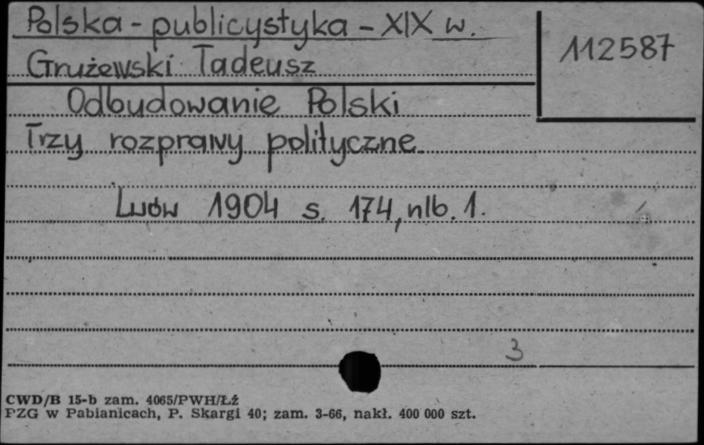 Polska - publicystyka - XIX w.
112587
Grużewski Tadeusz
Odbudowanie Polski
Trzy rozprawy polityczne
Lwów 1904 s. 174, nlb. 1.
3
CWD/B 15-b zam. 4065/PWH/Łż
PZG w Pabianicach, P. Skargi 40; zam. 3-66, nakł. 400 000 szt.